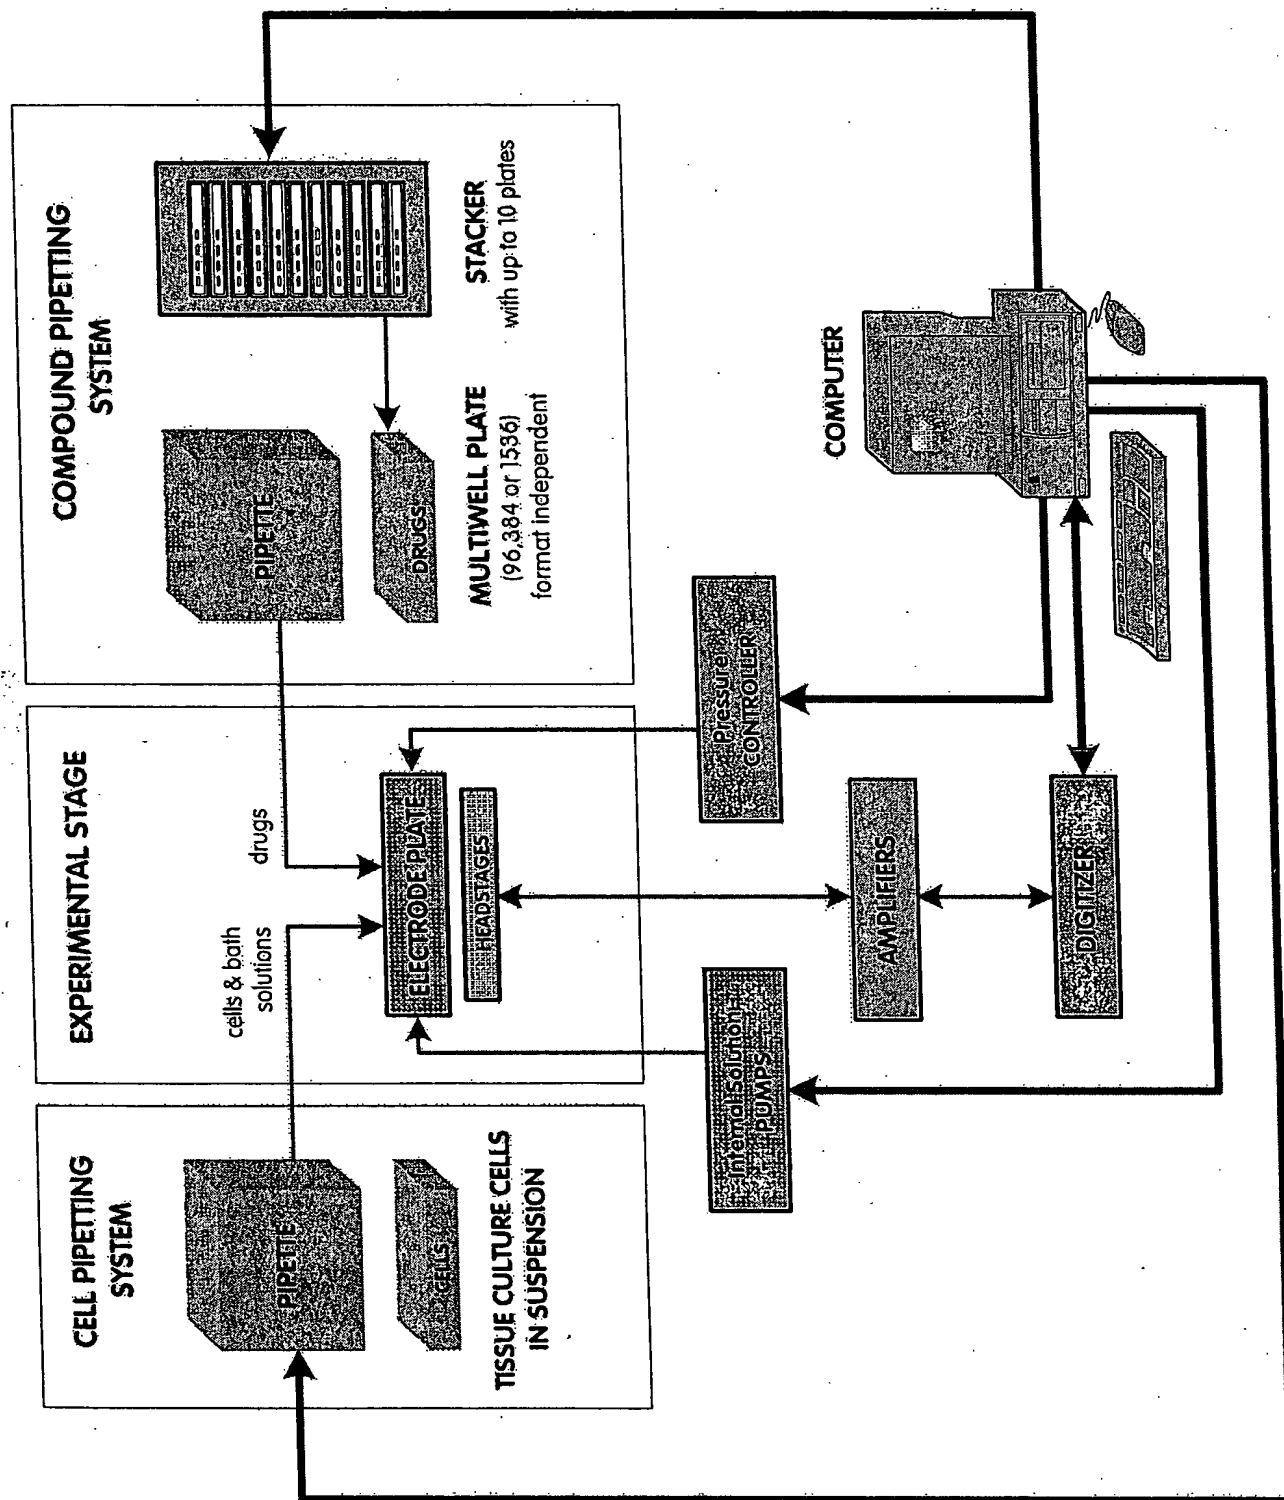 CELL PIPETTING
SYSTEM
PIPETTE
CELLS
TISSUE CULTURE CELLS
IN SUSPENSION
EXPERIMENTAL STAGE
cells & bath
solutions
drugs
ELECTRODE PLATE
HEADSTAGES
COMPOUND PIPETTING
SYSTEM
PIPETTE
DRUGS
MULTIWELL PLATE
(96,384 or 1536)
format independent
STACKER
with up to 10 plates
Internal Solution
PUMPS
Pressure
CONTROLLER
AMPLIFIERS
DIGITIZER
COMPUTER